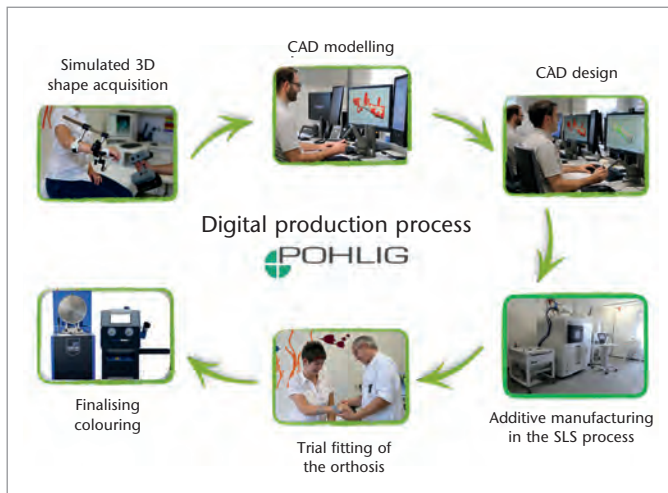 Simulated 3D
shape acquisition
CAD modelling
CAD design
Digital production process
POHLIG
Additive manufacturing
in the SLS process
Trial fitting of
the orthosis
Finalising
colouring